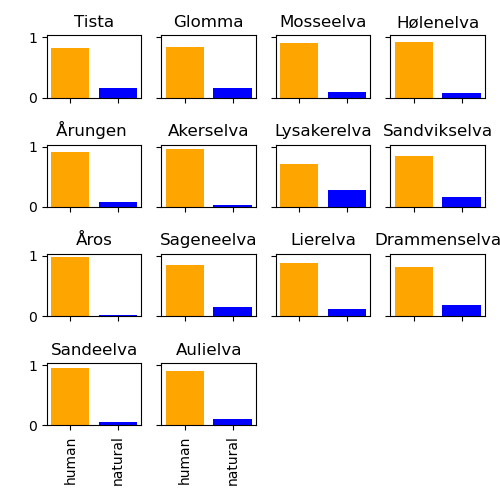 Tista Glomma Mosseelva Hølenelva
1
0
Årungen Akerselva Lysakerelva Sandvikselva
1
0
Åros Sageneelva Lierelva Drammenselva
1
0
Sandeelva Aulielva
1
0
human natural human natural